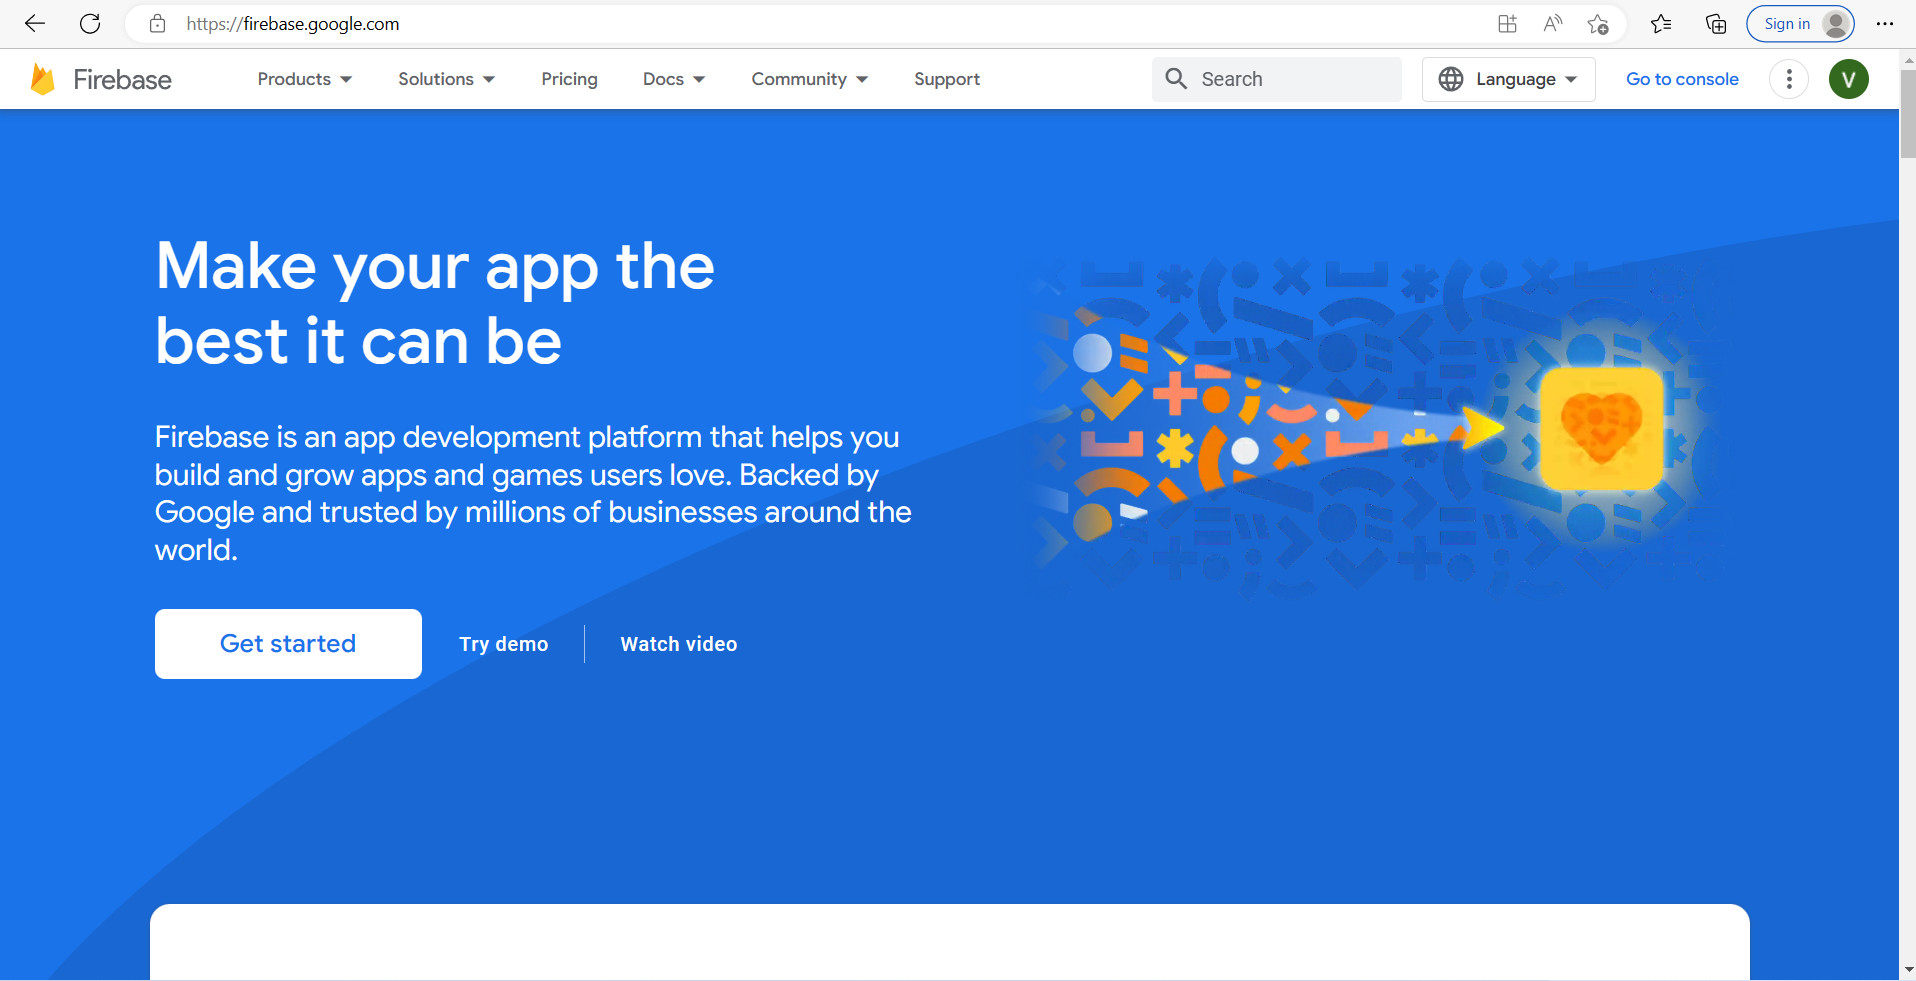 https://firebase.google.com
Sign in
Firebase
Products
Solutions
Pricing
Docs
Community
Support
Search
Language
Go to console
V
Make your app the
best it can be
Firebase is an app development platform that helps you
build and grow apps and games users love. Backed by
Google and trusted by millions of businesses around the
world.
Get started
Try demo
Watch video